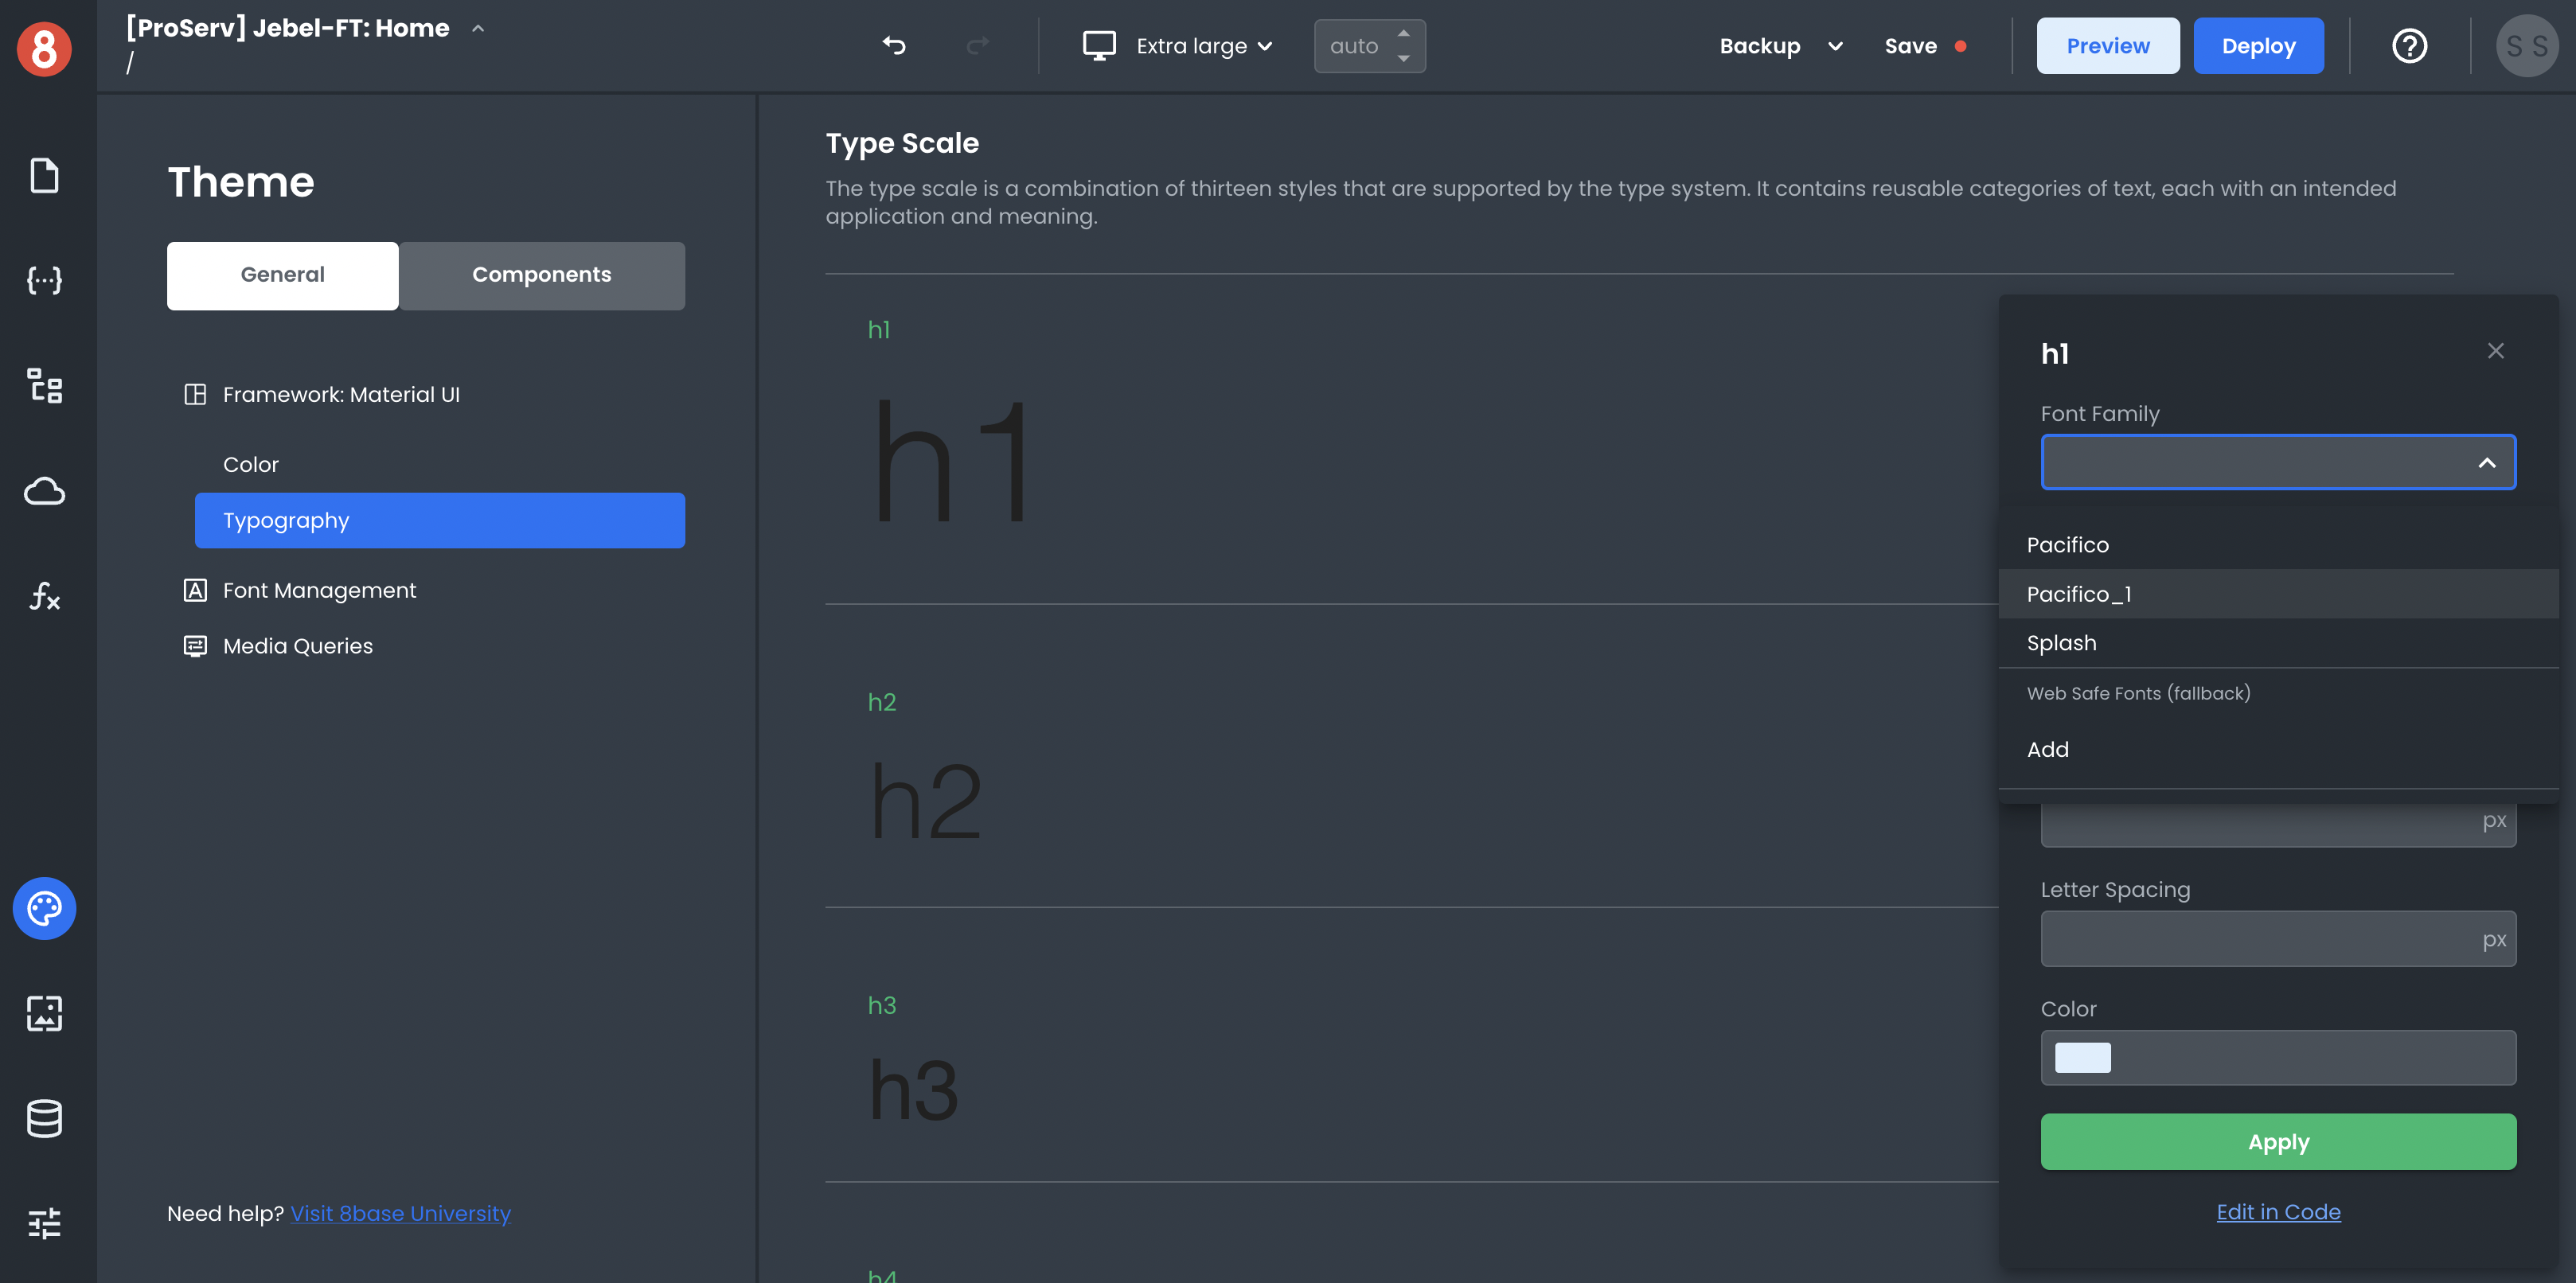 8
[ProServ] Jebel-FT: Home
/
Extra large
auto
Backup
Save
Preview
Deploy
?
S S
Theme
General
Components
Framework: Material UI
Color
Typography
A Font Management
Media Queries
Need help? Visit 8base University
Type Scale
The type scale is a combination of thirteen styles that are supported by the type system. It contains reusable categories of text, each with an intended
application and meaning.
h1
h1
h2
h2
h3
h3
h4
h1
Font Family
Pacifico
Pacifico_1
Splash
Web Safe Fonts (fallback)
Add
px
Letter Spacing
px
Color
Apply
Edit in Code
{···}
fx